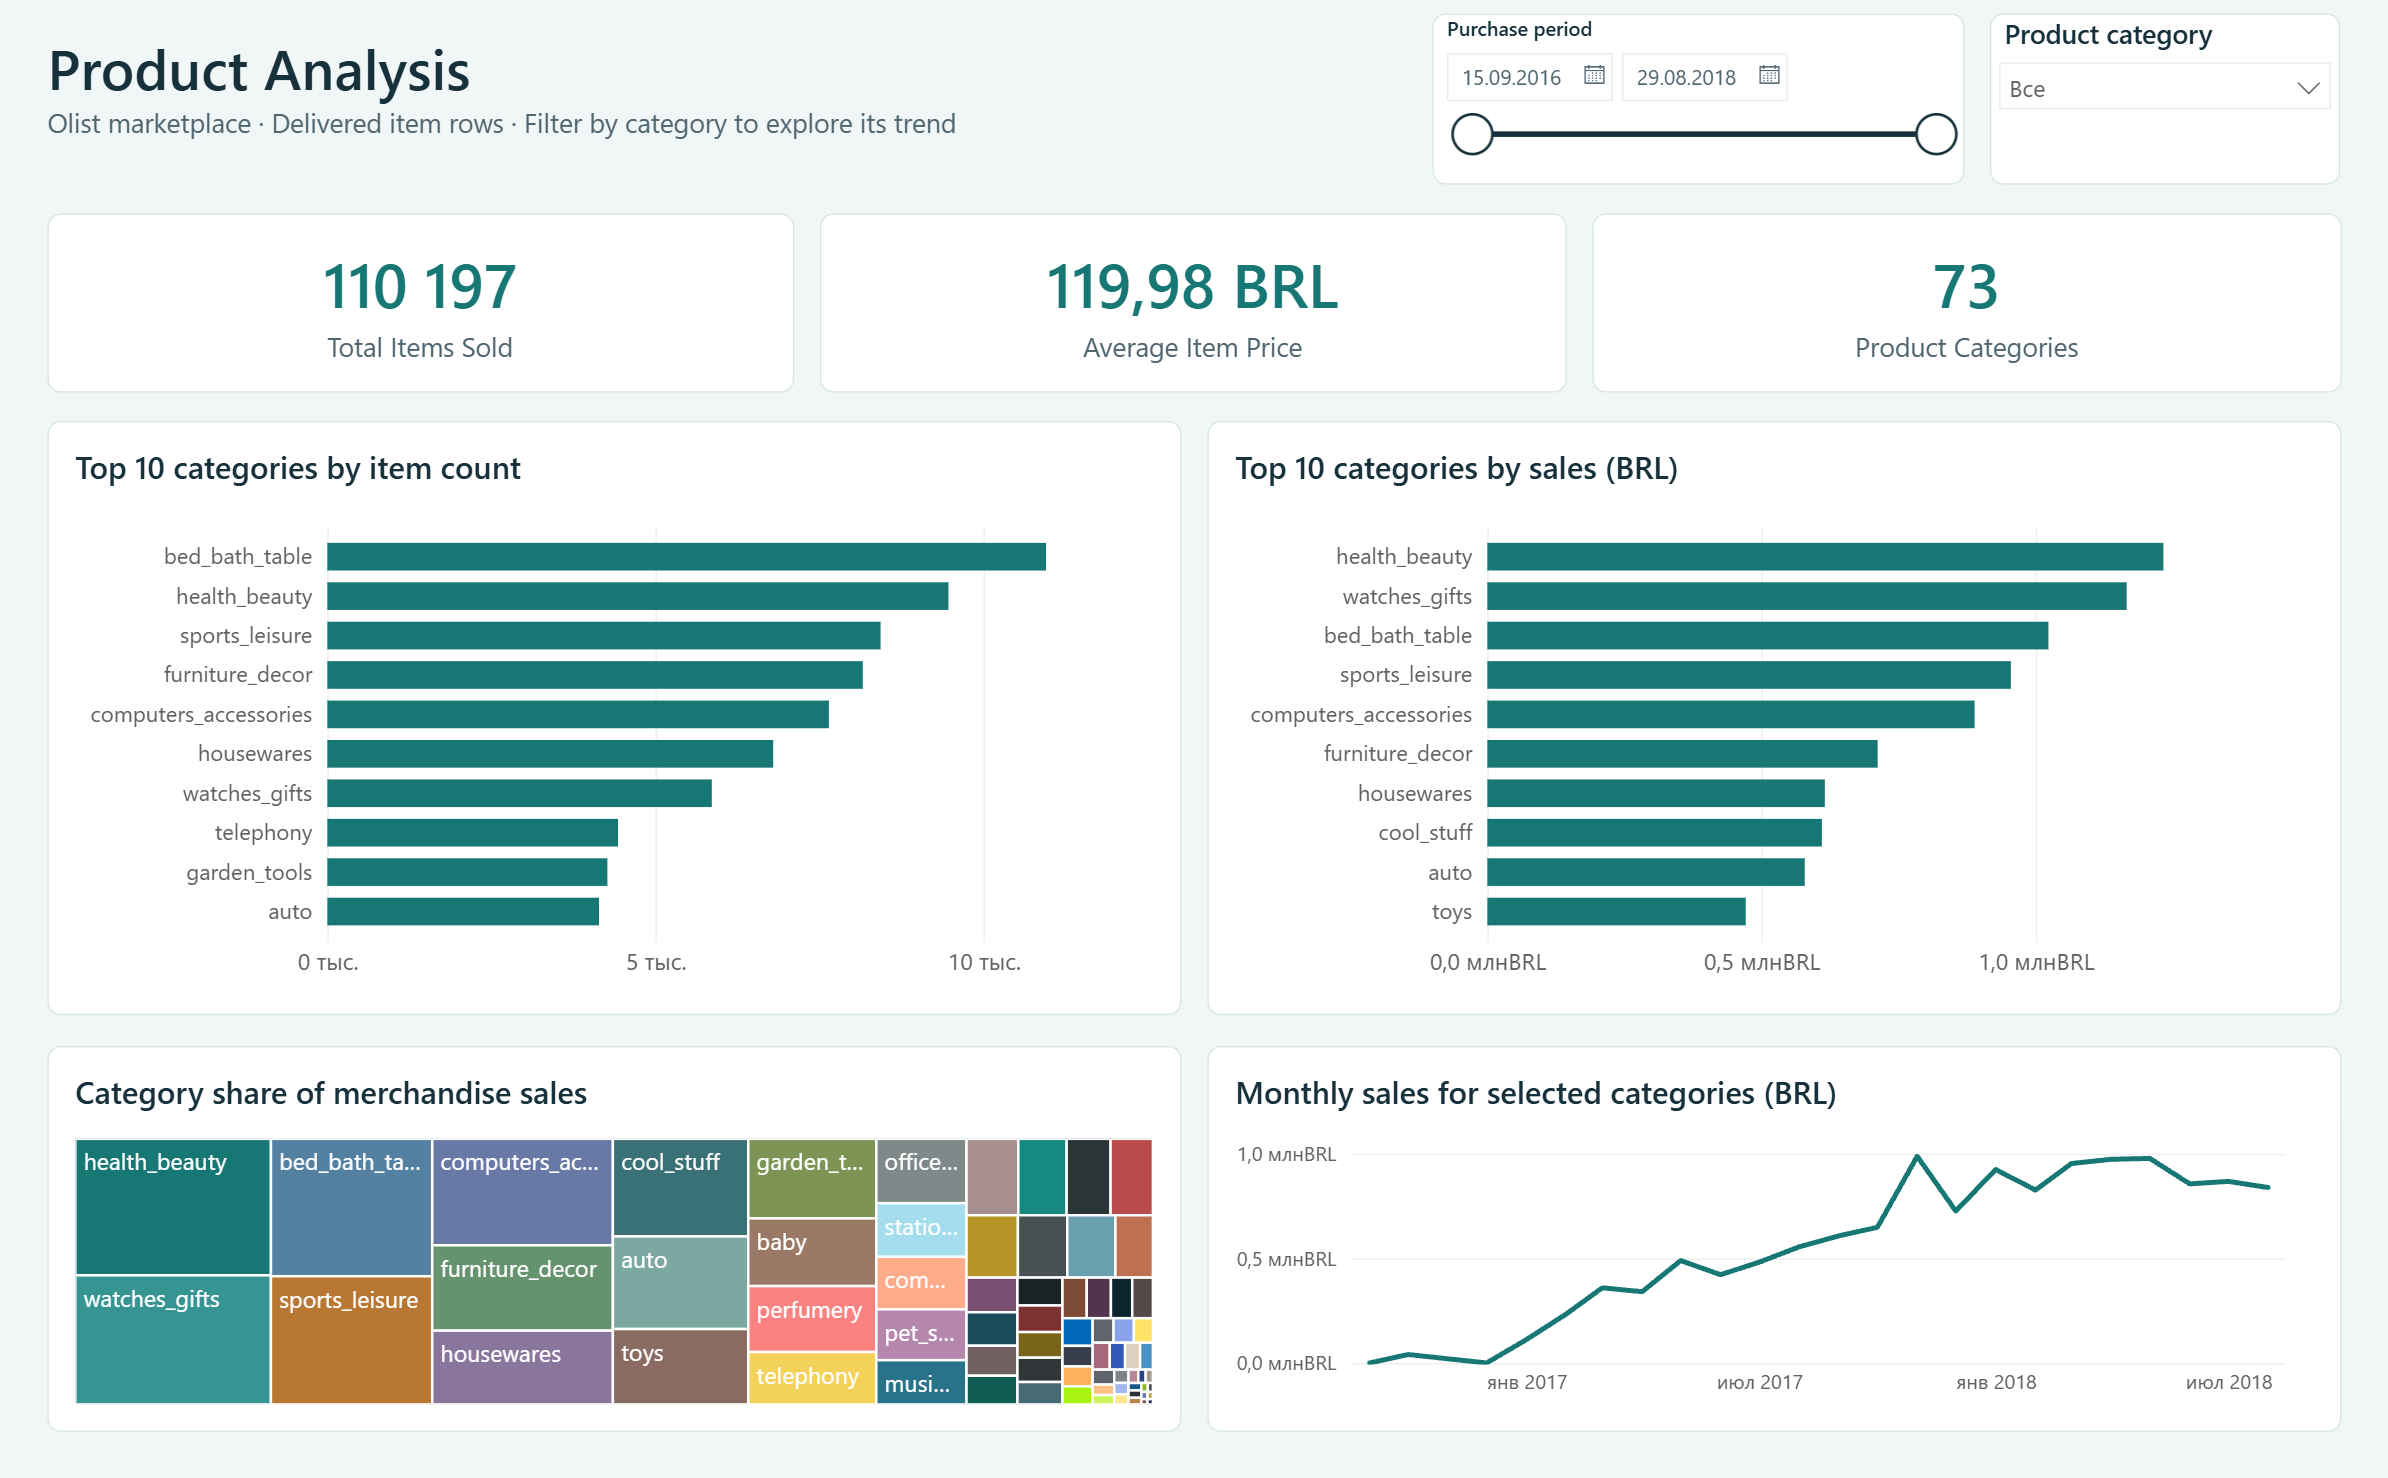 Product Analysis
Olist marketplace · Delivered item rows · Filter by category to explore its trend
Purchase period
15.09.2016
29.08.2018
Product category
Все
110 197
Total Items Sold
119,98 BRL
Average Item Price
73
Product Categories
Top 10 categories by item count
bed_bath_table
health_beauty
sports_leisure
furniture_decor
computers_accessories
housewares
watches_gifts
telephony
garden_tools
auto
0 тыс.
5 тыс.
10 тыс.
Top 10 categories by sales (BRL)
health_beauty
watches_gifts
bed_bath_table
sports_leisure
computers_accessories
furniture_decor
housewares
cool_stuff
auto
toys
0,0 млнBRL
0,5 млнBRL
1,0 млнBRL
Category share of merchandise sales
health_beauty
watches_gifts
bed_bath_ta...
sports_leisure
computers_ac...
furniture_decor
housewares
cool_stuff
auto
toys
garden_t...
baby
perfumery
telephony
office...
statio...
com...
pet_s...
musi...
Monthly sales for selected categories (BRL)
1,0 млнBRL
0,5 млнBRL
0,0 млнBRL
янв 2017
июл 2017
янв 2018
июл 2018